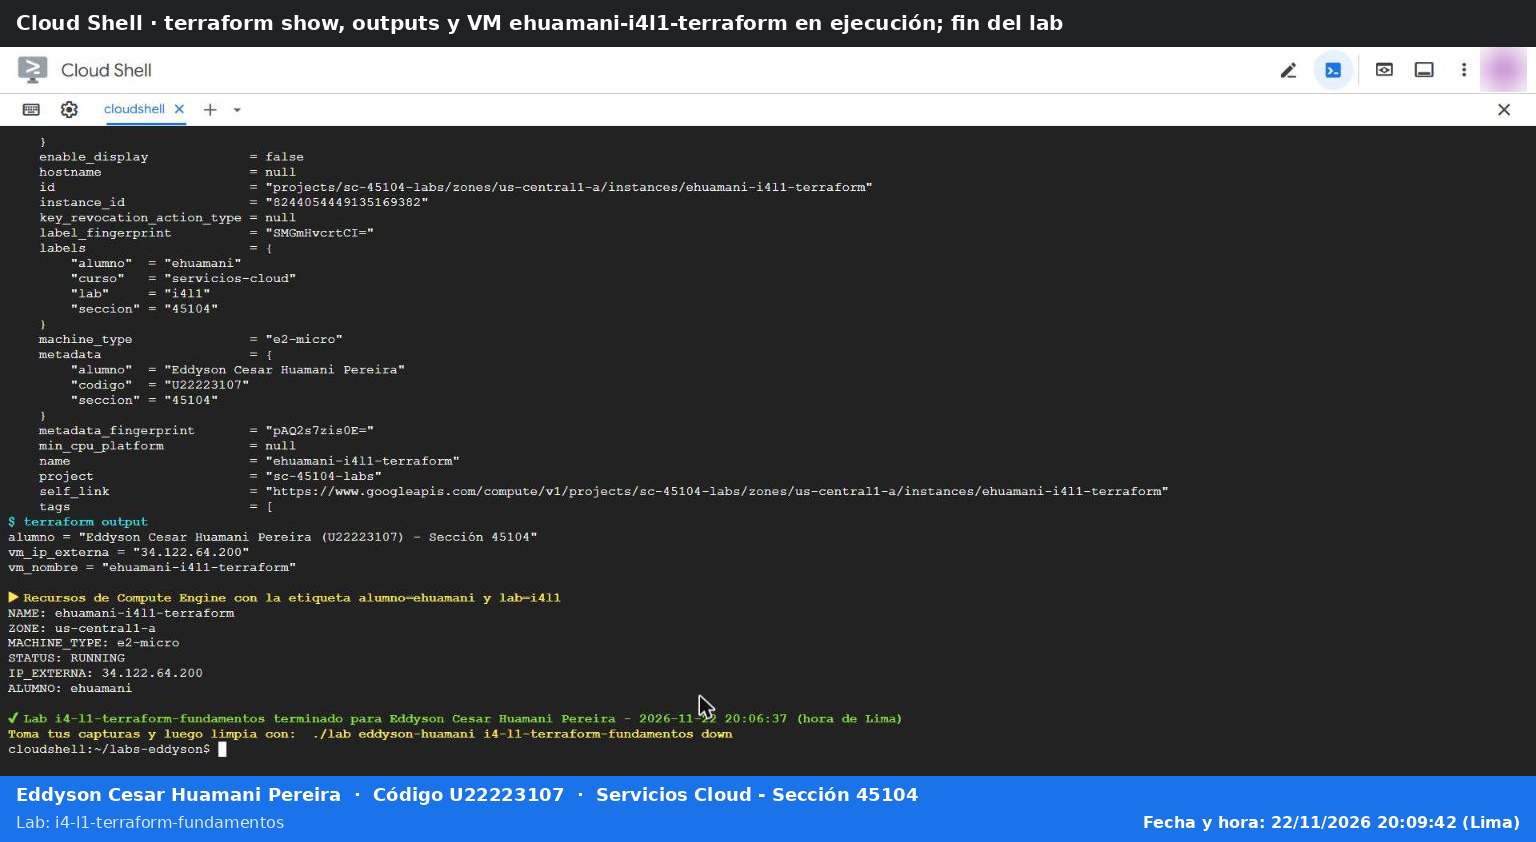 Cloud Shell · terraform show, outputs y VM ehuamani-i4l1-terraform en ejecución; fin del lab
Cloud Shell
cloudshell
    }
    enable_display             = false
    hostname                   = null
    id                         = "projects/sc-45104-labs/zones/us-central1-a/instances/ehuamani-i4l1-terraform"
    instance_id                = "8244054449135169382"
    key_revocation_action_type = null
    label_fingerprint          = "SMGmHvcrtCI="
    labels                     = {
        "alumno"  = "ehuamani"
        "curso"   = "servicios-cloud"
        "lab"     = "i4l1"
        "seccion" = "45104"
    }
    machine_type               = "e2-micro"
    metadata                   = {
        "alumno"  = "Eddyson Cesar Huamani Pereira"
        "codigo"  = "U22223107"
        "seccion" = "45104"
    }
    metadata_fingerprint       = "pAQ2s7zis0E="
    min_cpu_platform           = null
    name                       = "ehuamani-i4l1-terraform"
    project                    = "sc-45104-labs"
    self_link                  = "https://www.googleapis.com/compute/v1/projects/sc-45104-labs/zones/us-central1-a/instances/ehuamani-i4l1-terraform"
    tags                       = [
$ terraform output
alumno = "Eddyson Cesar Huamani Pereira (U22223107) - Sección 45104"
vm_ip_externa = "34.122.64.200"
vm_nombre = "ehuamani-i4l1-terraform"
▶ Recursos de Compute Engine con la etiqueta alumno=ehuamani y lab=i4l1
NAME: ehuamani-i4l1-terraform
ZONE: us-central1-a
MACHINE_TYPE: e2-micro
STATUS: RUNNING
IP_EXTERNA: 34.122.64.200
ALUMNO: ehuamani
✔ Lab i4-l1-terraform-fundamentos terminado para Eddyson Cesar Huamani Pereira - 2026-11-22 20:06:37 (hora de Lima)
Toma tus capturas y luego limpia con:  ./lab eddyson-huamani i4-l1-terraform-fundamentos down
cloudshell:~/labs-eddyson$
Eddyson Cesar Huamani Pereira · Código U22223107 · Servicios Cloud - Sección 45104
Lab: i4-l1-terraform-fundamentos
Fecha y hora: 22/11/2026 20:09:42 (Lima)